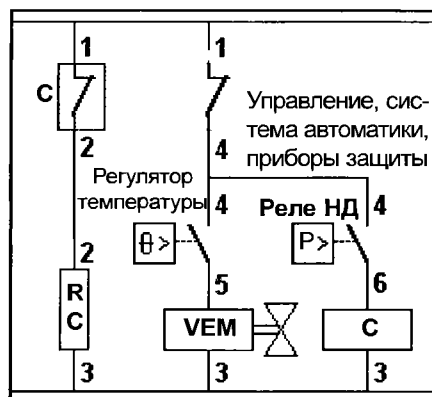 1
1
C
Управление, сис-
тема автоматики,
приборы защиты
2
4
Регулятор
температуры
4
Реле НД
4
θ
P>
2
5
6
R
C
VEM
C
3
3
3